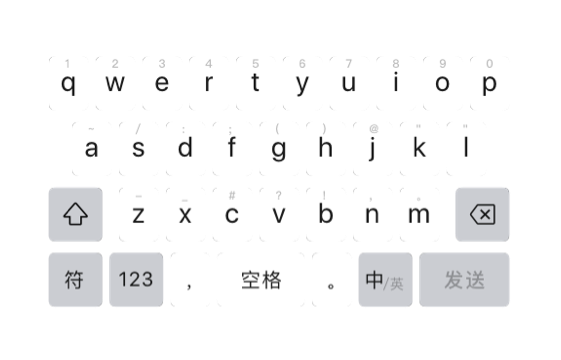 1 2 3 4 5 6 7 8 9 0
q w e r t y u i o p
~ / : ; ( ) @ " "
a s d f g h j k l
– _ # ? ! , 。
z x c v b n m
符 123 , 空格 。 中/英 发送